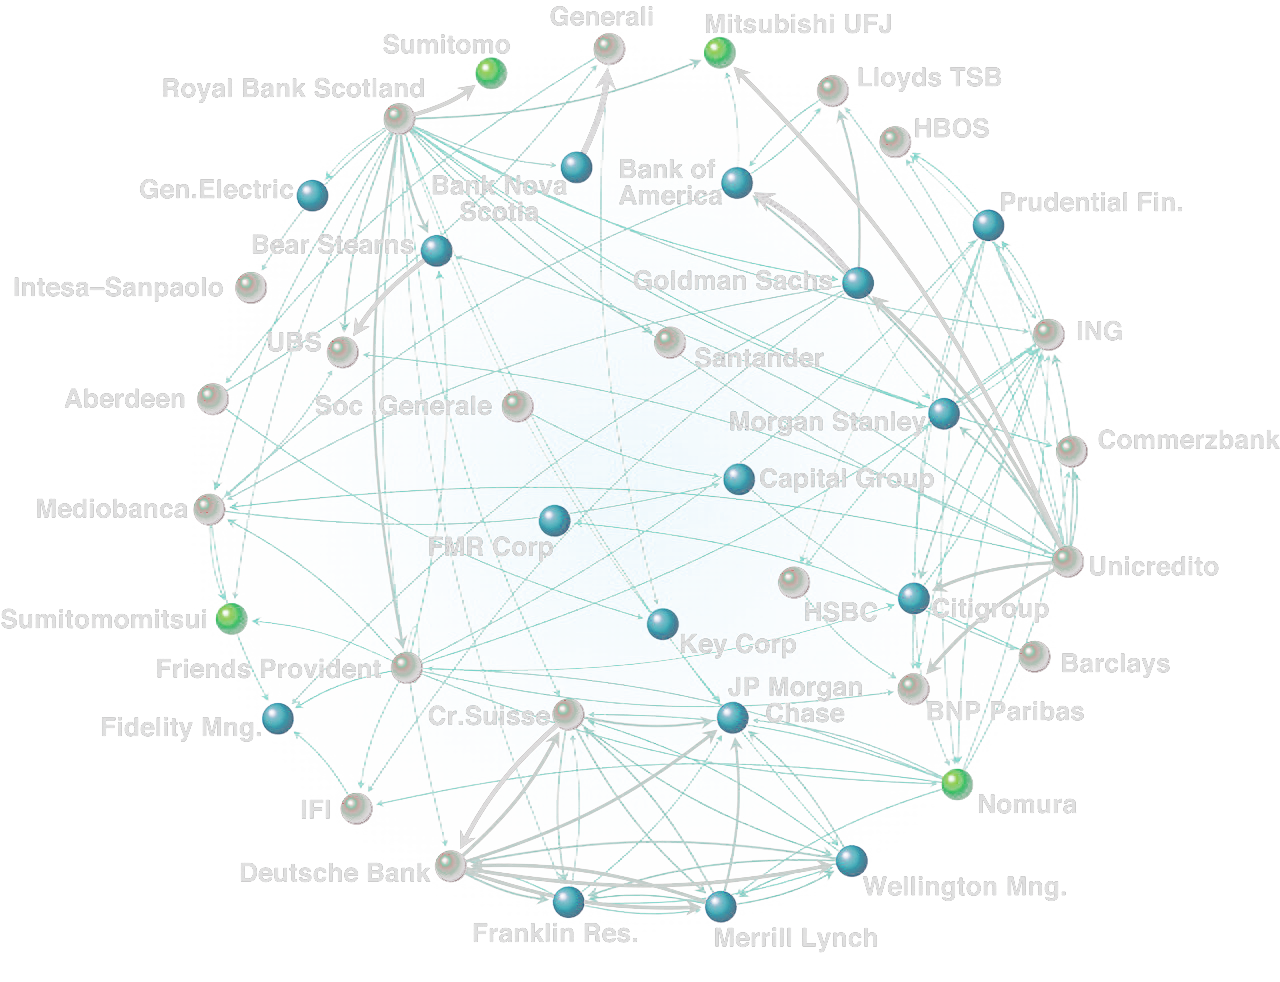 Generali
Mitsubishi UFJ
Sumitomo
Lloyds TSB
Royal Bank Scotland
HBOS
Bank of
America
Gen.Electric
Bank Nova
Scotia
Prudential Fin.
Bear Stearns
Goldman Sachs
Intesa–Sanpaolo
ING
UBS
Santander
Aberdeen
Soc .Generale
Morgan Stanley
Commerzbank
Capital Group
Mediobanca
FMR Corp
Unicredito
HSBC
Citigroup
Sumitomomitsui
Key Corp
Friends Provident
Barclays
JP Morgan
Chase
Cr.Suisse
BNP Paribas
Fidelity Mng.
IFI
Nomura
Deutsche Bank
Wellington Mng.
Franklin Res.
Merrill Lynch